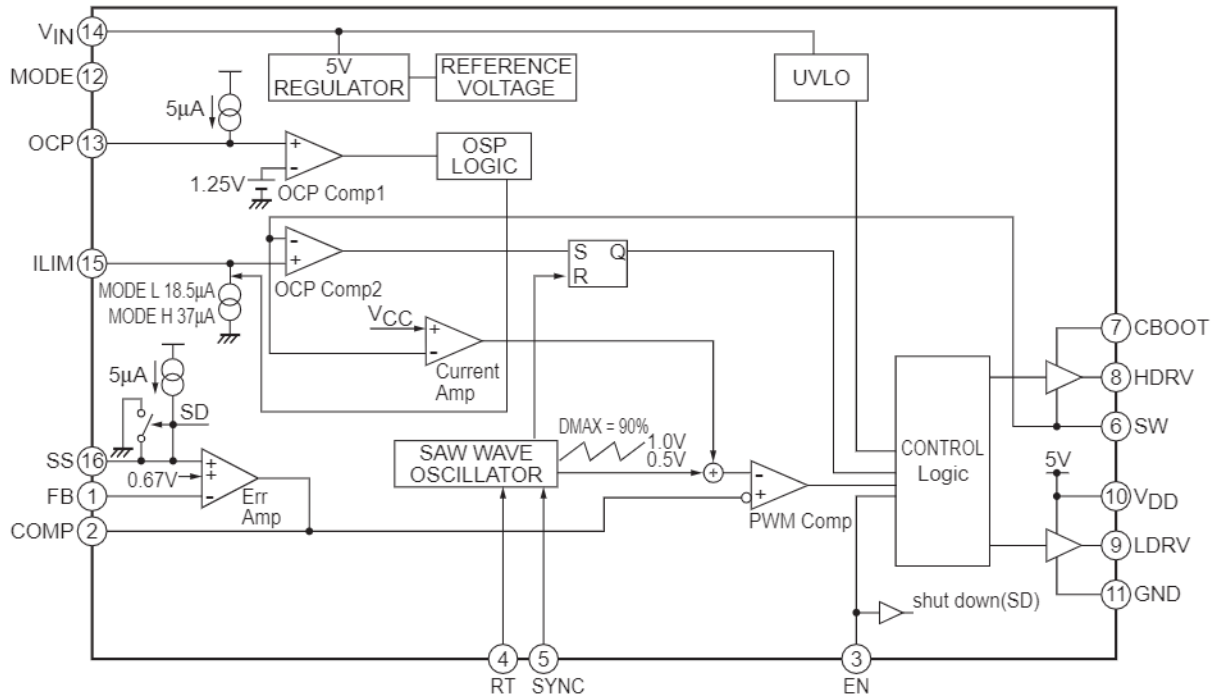 VIN 14
MODE 12
5V REGULATOR
REFERENCE VOLTAGE
UVLO
5μA
OCP 13
+
-
1.25V
OCP Comp1
OSP LOGIC
ILIM 15
-
+
OCP Comp2
MODE L 18.5μA
MODE H 37μA
S Q
R
VCC
+
-
Current Amp
7 CBOOT
8 HDRV
6 SW
5μA
SD
SS 16
0.67V
FB 1
+
+
-
Err Amp
COMP 2
SAW WAVE OSCILLATOR
DMAX = 90%
1.0V
0.5V
+
-
+
PWM Comp
CONTROL Logic
5V
10 VDD
9 LDRV
11 GND
shut down(SD)
4
RT
5
SYNC
3
EN